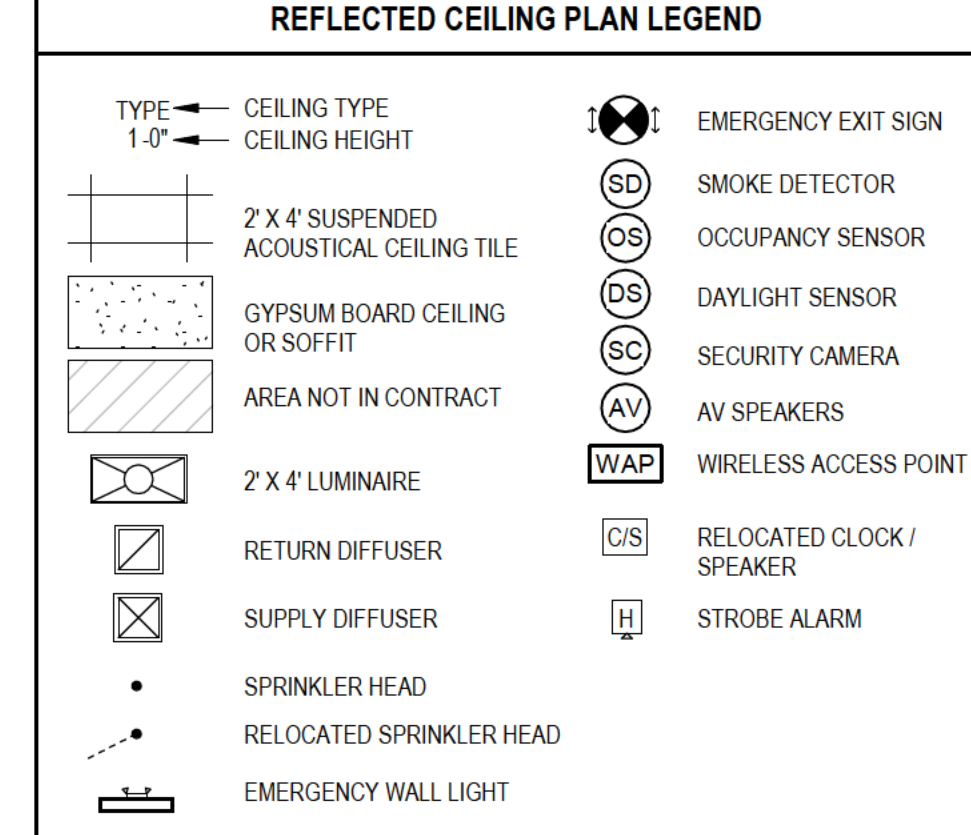 REFLECTED CEILING PLAN LEGEND
TYPE
CEILING TYPE
1 -0"
CEILING HEIGHT
2' X 4' SUSPENDED
ACOUSTICAL CEILING TILE
GYPSUM BOARD CEILING
OR SOFFIT
AREA NOT IN CONTRACT
2' X 4' LUMINAIRE
RETURN DIFFUSER
SUPPLY DIFFUSER
SPRINKLER HEAD
RELOCATED SPRINKLER HEAD
EMERGENCY WALL LIGHT
EMERGENCY EXIT SIGN
SD
SMOKE DETECTOR
OS
OCCUPANCY SENSOR
DS
DAYLIGHT SENSOR
SC
SECURITY CAMERA
AV
AV SPEAKERS
WAP
WIRELESS ACCESS POINT
C/S
RELOCATED CLOCK /
SPEAKER
H
STROBE ALARM